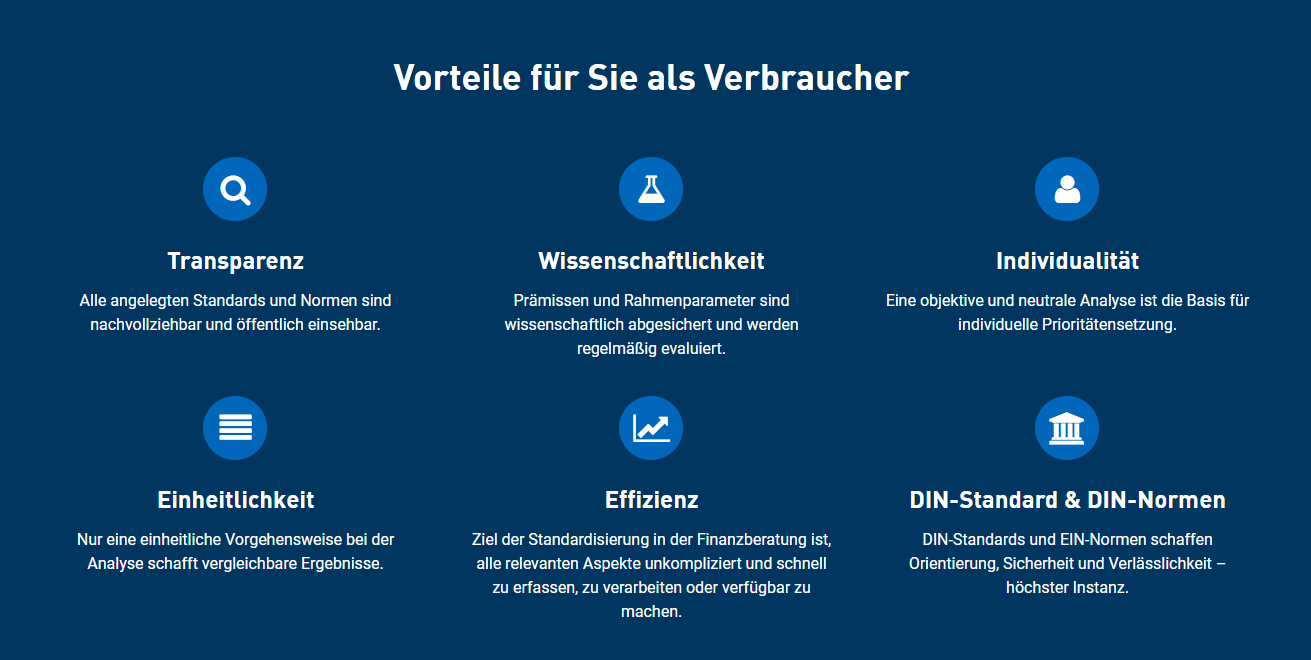 Vorteile für Sie als Verbraucher
Transparenz
Alle angelegten Standards und Normen sind
nachvollziehbar und öffentlich einsehbar.
Wissenschaftlichkeit
Prämissen und Rahmenparameter sind
wissenschaftlich abgesichert und werden
regelmäßig evaluiert.
Individualität
Eine objektive und neutrale Analyse ist die Basis für
individuelle Prioritätensetzung.
Einheitlichkeit
Nur eine einheitliche Vorgehensweise bei der
Analyse schafft vergleichbare Ergebnisse.
Effizienz
Ziel der Standardisierung in der Finanzberatung ist,
alle relevanten Aspekte unkompliziert und schnell
zu erfassen, zu verarbeiten oder verfügbar zu
machen.
DIN-Standard & DIN-Normen
DIN-Standards und EIN-Normen schaffen
Orientierung, Sicherheit und Verlässlichkeit –
höchster Instanz.